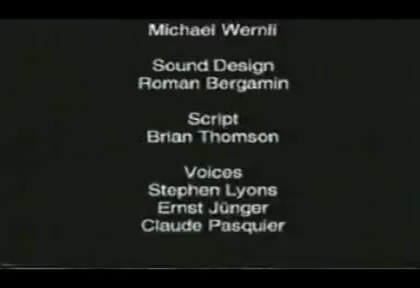 Michael Wernli
Sound Design
Roman Bergamin
Script
Brian Thomson
Voices
Stephen Lyons
Ernst Jünger
Claude Pasquier